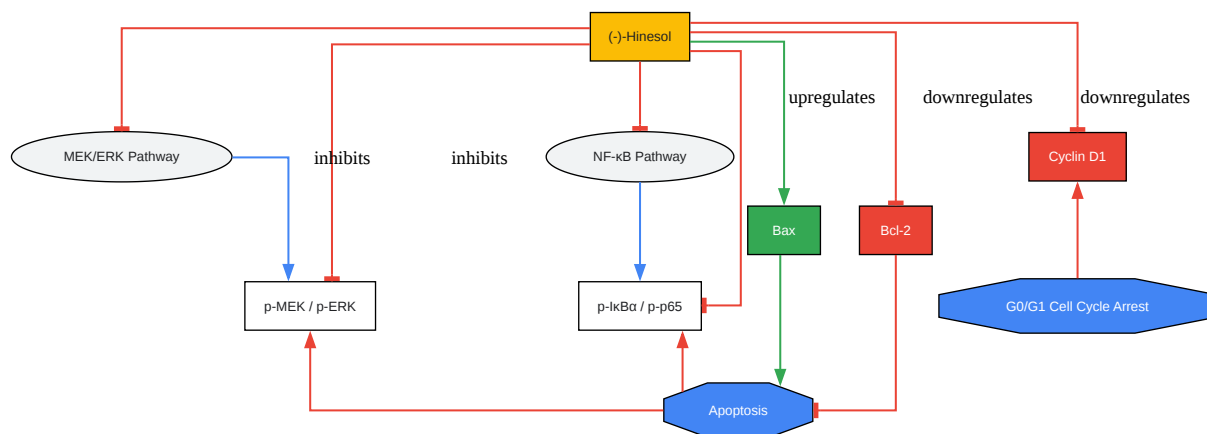 (-)-Hinesol
upregulates
downregulates
downregulates
MEK/ERK Pathway
inhibits
inhibits
NF-κB Pathway
Cyclin D1
Bax
Bcl-2
p-MEK / p-ERK
p-IκBα / p-p65
G0/G1 Cell Cycle Arrest
Apoptosis